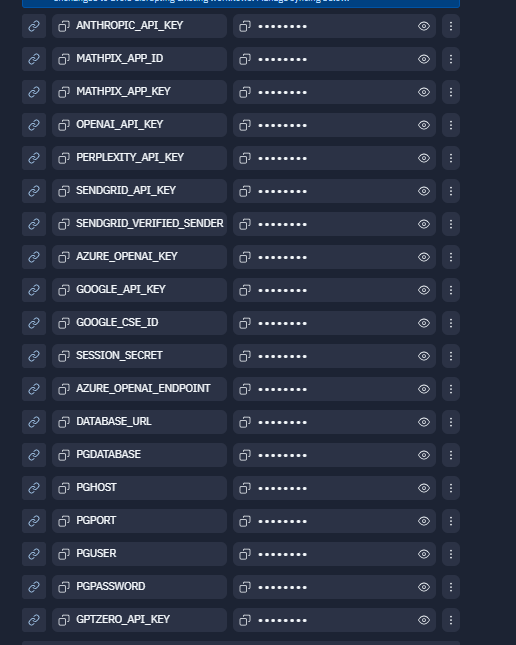 ANTHROPIC_API_KEY ••••••••
MATHPIX_APP_ID ••••••••
MATHPIX_APP_KEY ••••••••
OPENAI_API_KEY ••••••••
PERPLEXITY_API_KEY ••••••••
SENDGRID_API_KEY ••••••••
SENDGRID_VERIFIED_SENDER ••••••••
AZURE_OPENAI_KEY ••••••••
GOOGLE_API_KEY ••••••••
GOOGLE_CSE_ID ••••••••
SESSION_SECRET ••••••••
AZURE_OPENAI_ENDPOINT ••••••••
DATABASE_URL ••••••••
PGDATABASE ••••••••
PGHOST ••••••••
PGPORT ••••••••
PGUSER ••••••••
PGPASSWORD ••••••••
GPTZERO_API_KEY ••••••••